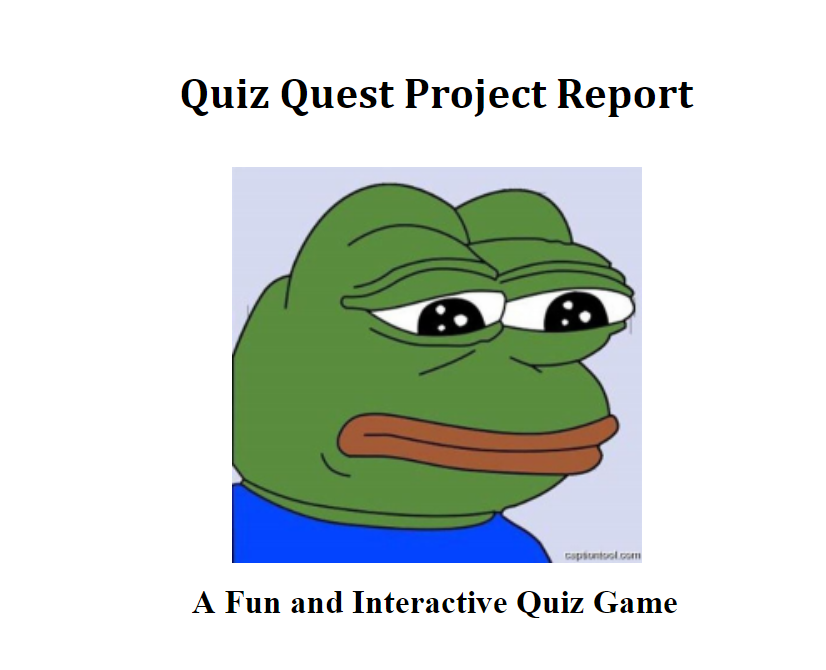 Quiz Quest Project Report
captiontool.com
A Fun and Interactive Quiz Game